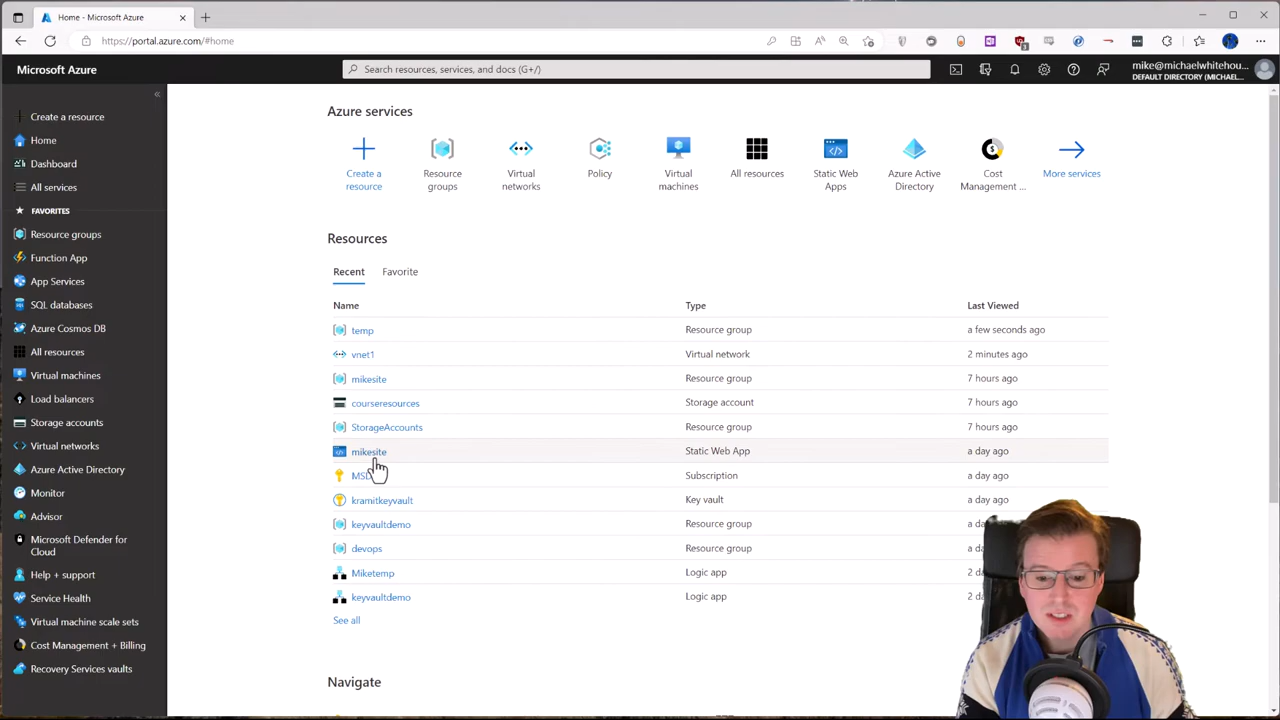 Home - Microsoft Azure
https://portal.azure.com/#home
3
Microsoft Azure
Search resources, services, and docs (G+/)
mike@michaelwhitehou...
DEFAULT DIRECTORY (MICHAEL...
Create a resource
Home
Dashboard
All services
FAVORITES
Resource groups
Function App
App Services
SQL databases
Azure Cosmos DB
All resources
Virtual machines
Load balancers
Storage accounts
Virtual networks
Azure Active Directory
Monitor
Advisor
Microsoft Defender for
Cloud
Help + support
Service Health
Virtual machine scale sets
Cost Management + Billing
Recovery Services vaults
Azure services
Create a
resource
Resource
groups
Virtual
networks
Policy
Virtual
machines
All resources
Static Web
Apps
Azure Active
Directory
Cost
Management ...
More services
Resources
Recent Favorite
Name Type Last Viewed
temp Resource group a few seconds ago
vnet1 Virtual network 2 minutes ago
mikesite Resource group 7 hours ago
courseresources Storage account 7 hours ago
StorageAccounts Resource group 7 hours ago
mikesite Static Web App a day ago
Subscription a day ago
kramitkeyvault Key vault a day ago
keyvaultdemo Resource group
devops Resource group
Miketemp Logic app
keyvaultdemo Logic app
See all
Navigate